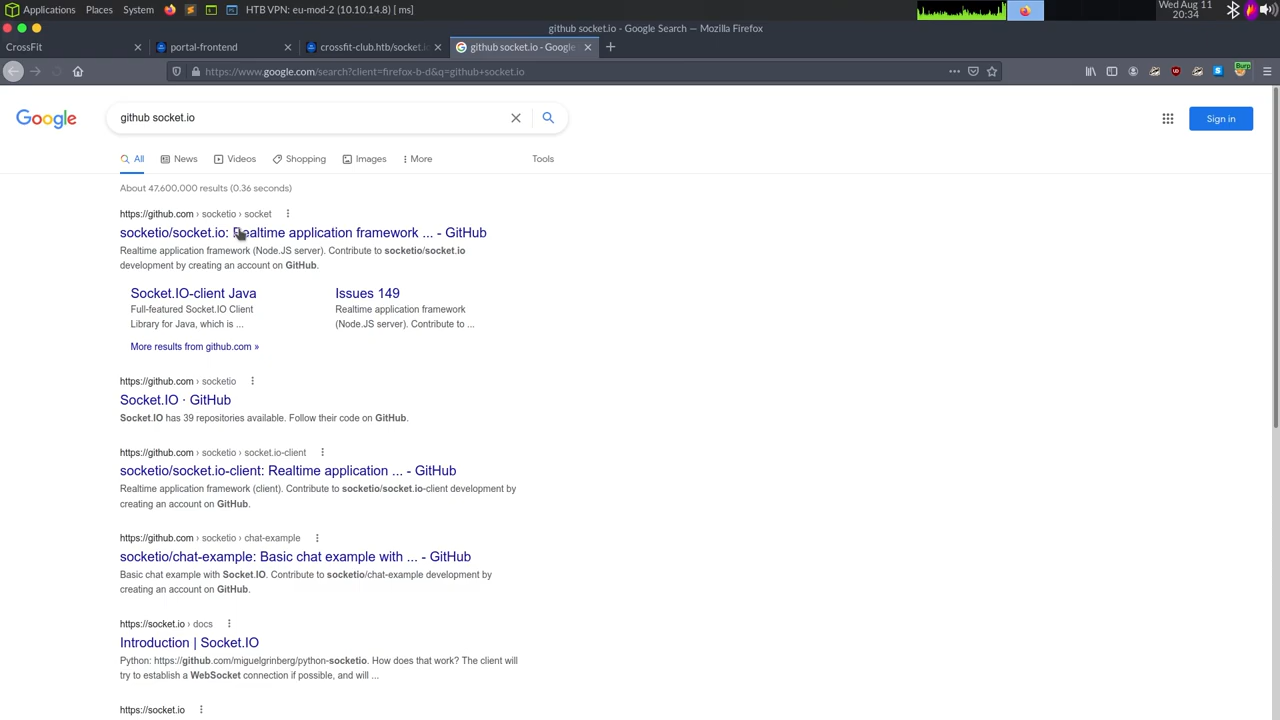 Applications Places System HTB VPN: eu-mod-2 (10.10.14.8) [ms] Wed Aug 11
20:34
github socket.io - Google Search — Mozilla Firefox
CrossFit portal-frontend crossfit-club.htb/socket.i github socket.io - Google
Burp
https://www.google.com/search?client=firefox-b-d&q=github+socket.io
Google github socket.io Sign in
All News Videos Shopping Images More Tools
About 47,600,000 results (0.36 seconds)
https://github.com › socketio › socket
socketio/socket.io: Realtime application framework ... - GitHub
Realtime application framework (Node.JS server). Contribute to socketio/socket.io
development by creating an account on GitHub.
Socket.IO-client Java Issues 149
Full-featured Socket.IO Client Realtime application framework
Library for Java, which is ... (Node.JS server). Contribute to ...
More results from github.com »
https://github.com › socketio
Socket.IO · GitHub
Socket.IO has 39 repositories available. Follow their code on GitHub.
https://github.com › socketio › socket.io-client
socketio/socket.io-client: Realtime application ... - GitHub
Realtime application framework (client). Contribute to socketio/socket.io-client development by
creating an account on GitHub.
https://github.com › socketio › chat-example
socketio/chat-example: Basic chat example with ... - GitHub
Basic chat example with Socket.IO. Contribute to socketio/chat-example development by
creating an account on GitHub.
https://socket.io › docs
Introduction | Socket.IO
Python: https://github.com/miguelgrinberg/python-socketio. How does that work? The client will
try to establish a WebSocket connection if possible, and will ...
https://socket.io